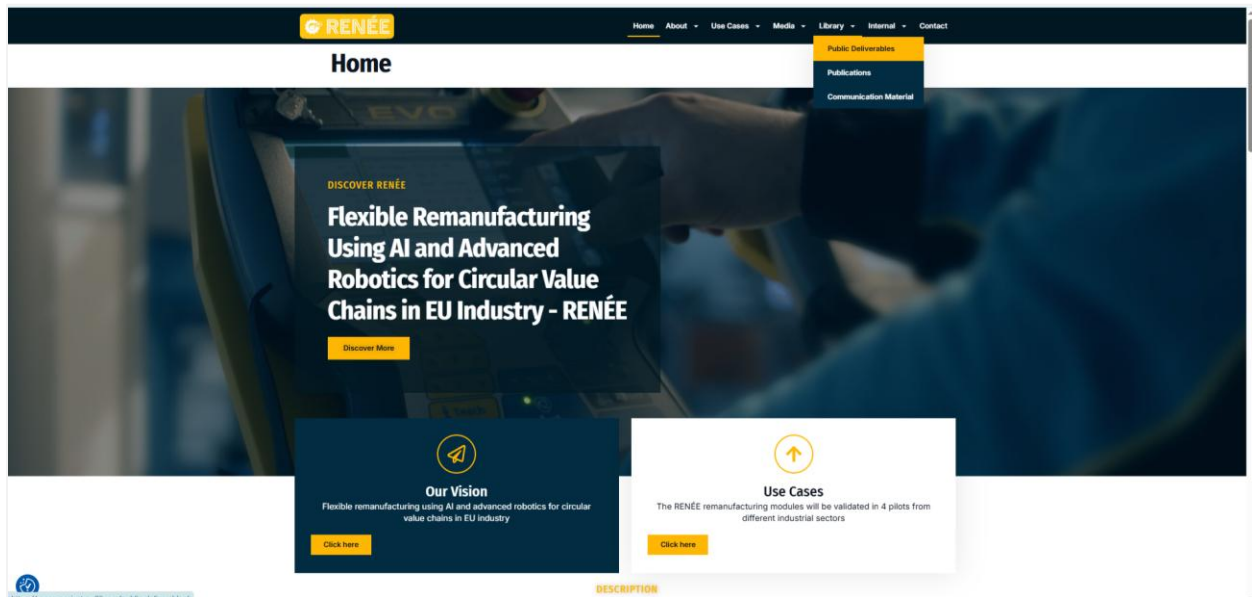 RENÉE
Home About Use Cases Media Library Internal Contact
Public Deliverables
Publications
Communication Material
Home
EVO
DISCOVER RENÉE
Flexible Remanufacturing
Using AI and Advanced
Robotics for Circular Value
Chains in EU Industry - RENÉE
Discover More
Teach
Our Vision
Flexible remanufacturing using AI and advanced robotics for circular
value chains in EU industry
Click here
Use Cases
The RENÉE remanufacturing modules will be validated in 4 pilots from
different industrial sectors
Click here
DESCRIPTION